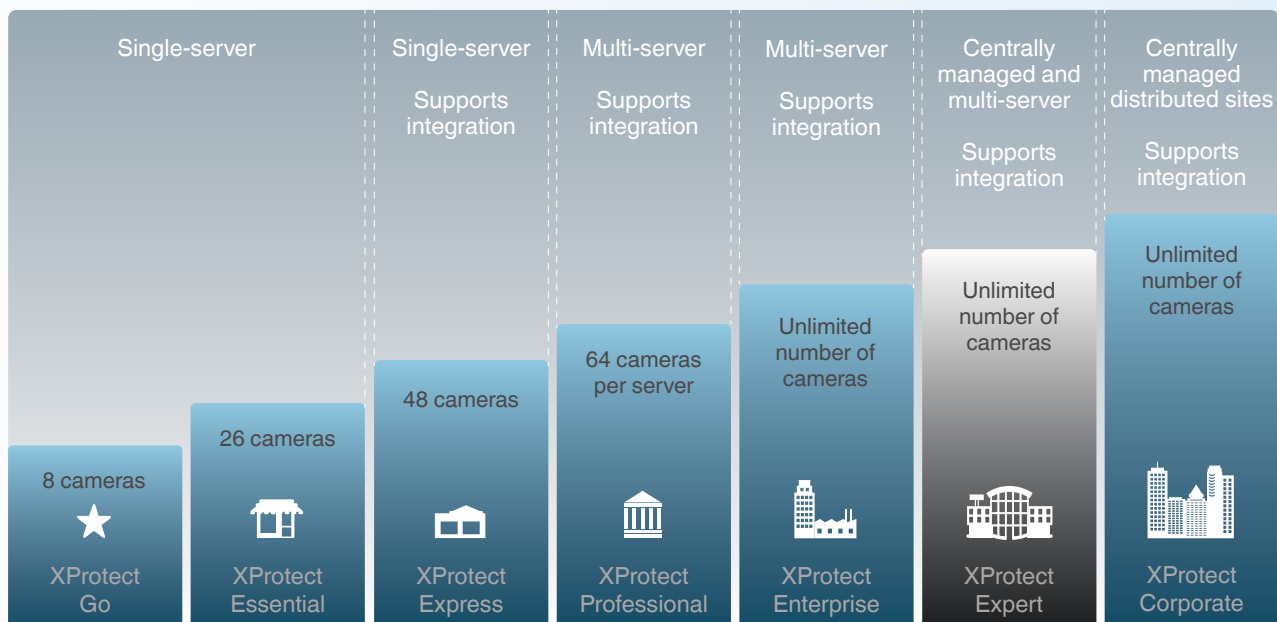 Single-server
Single-server
Supports
integration
Multi-server
Supports
integration
Multi-server
Supports
integration
Centrally
managed and
multi-server
Supports
integration
Centrally
managed
distributed sites
Supports
integration
8 cameras
XProtect
Go
26 cameras
XProtect
Essential
48 cameras
XProtect
Express
64 cameras
per server
XProtect
Professional
Unlimited
number of
cameras
XProtect
Enterprise
Unlimited
number of
cameras
XProtect
Expert
Unlimited
number of
cameras
XProtect
Corporate